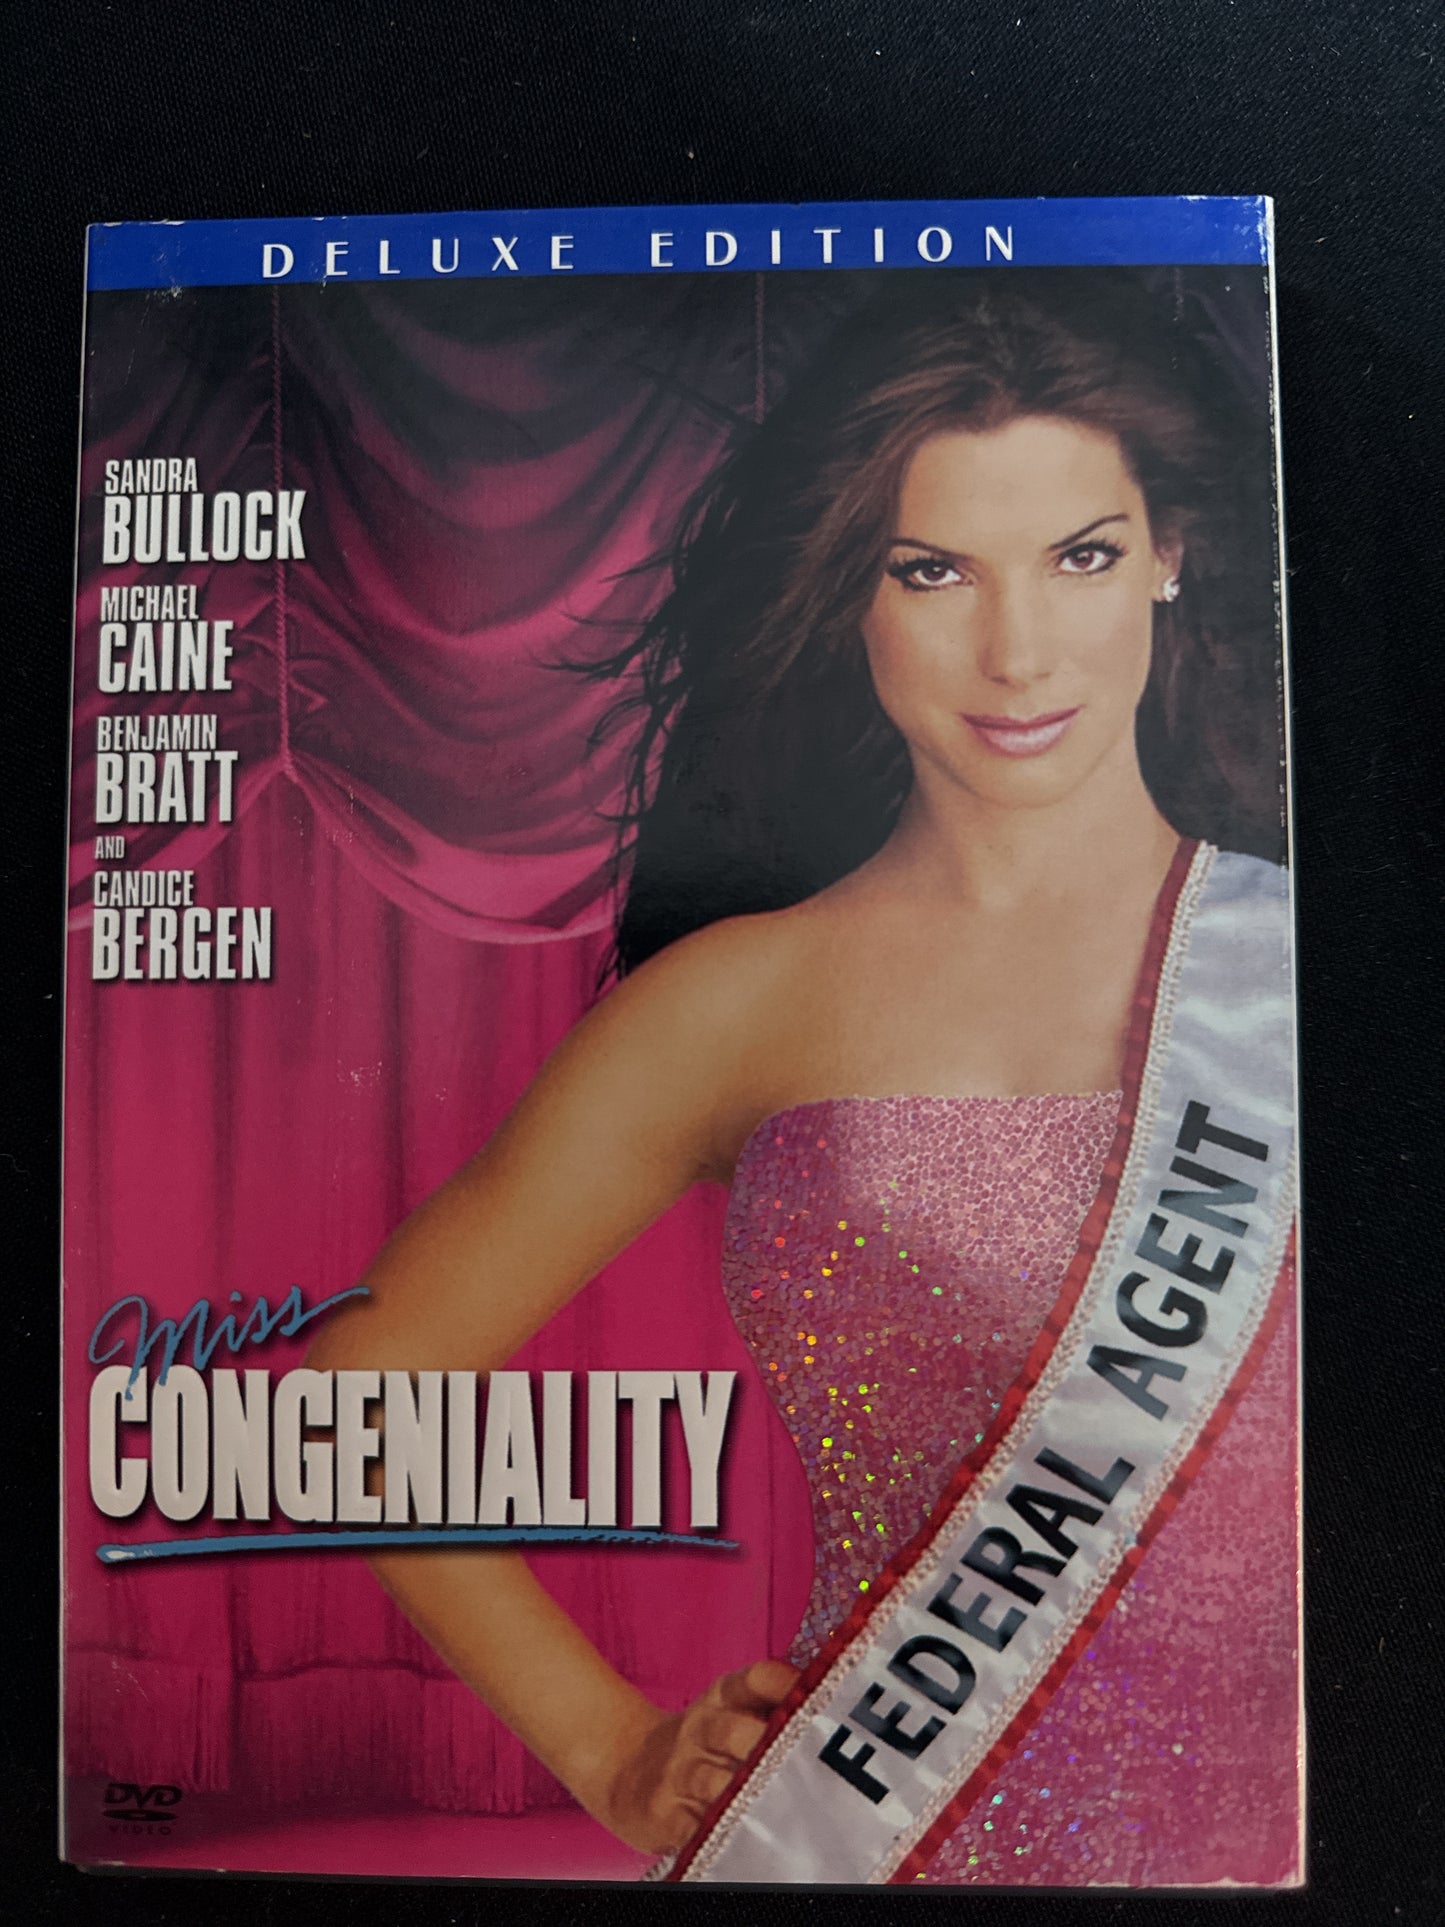 DELUXE EDITION
SANDRA
BULLOCK
MICHAEL
CAINE
BENJAMIN
BRATT
AND
CANDICE
BERGEN
Miss
CONGENIALITY
FEDERAL AGENT
DVD
VIDEO